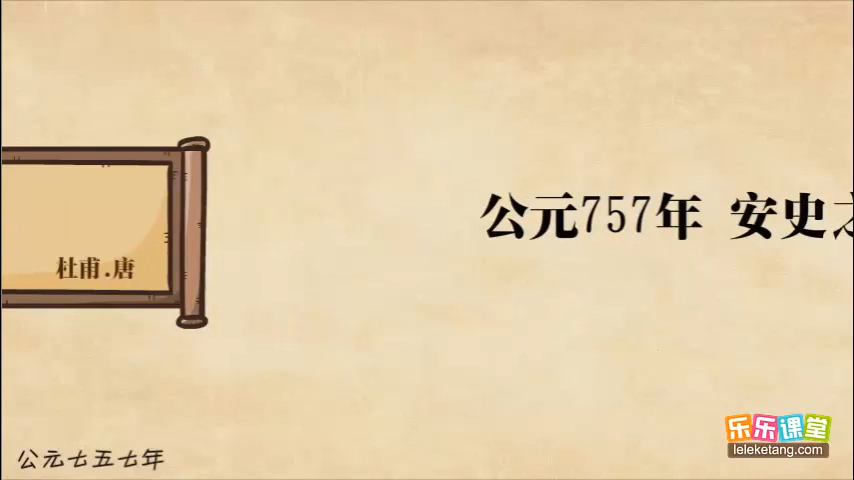 公元757年 安史
杜甫.唐
乐乐课堂
leleketang.com
公元七五七年